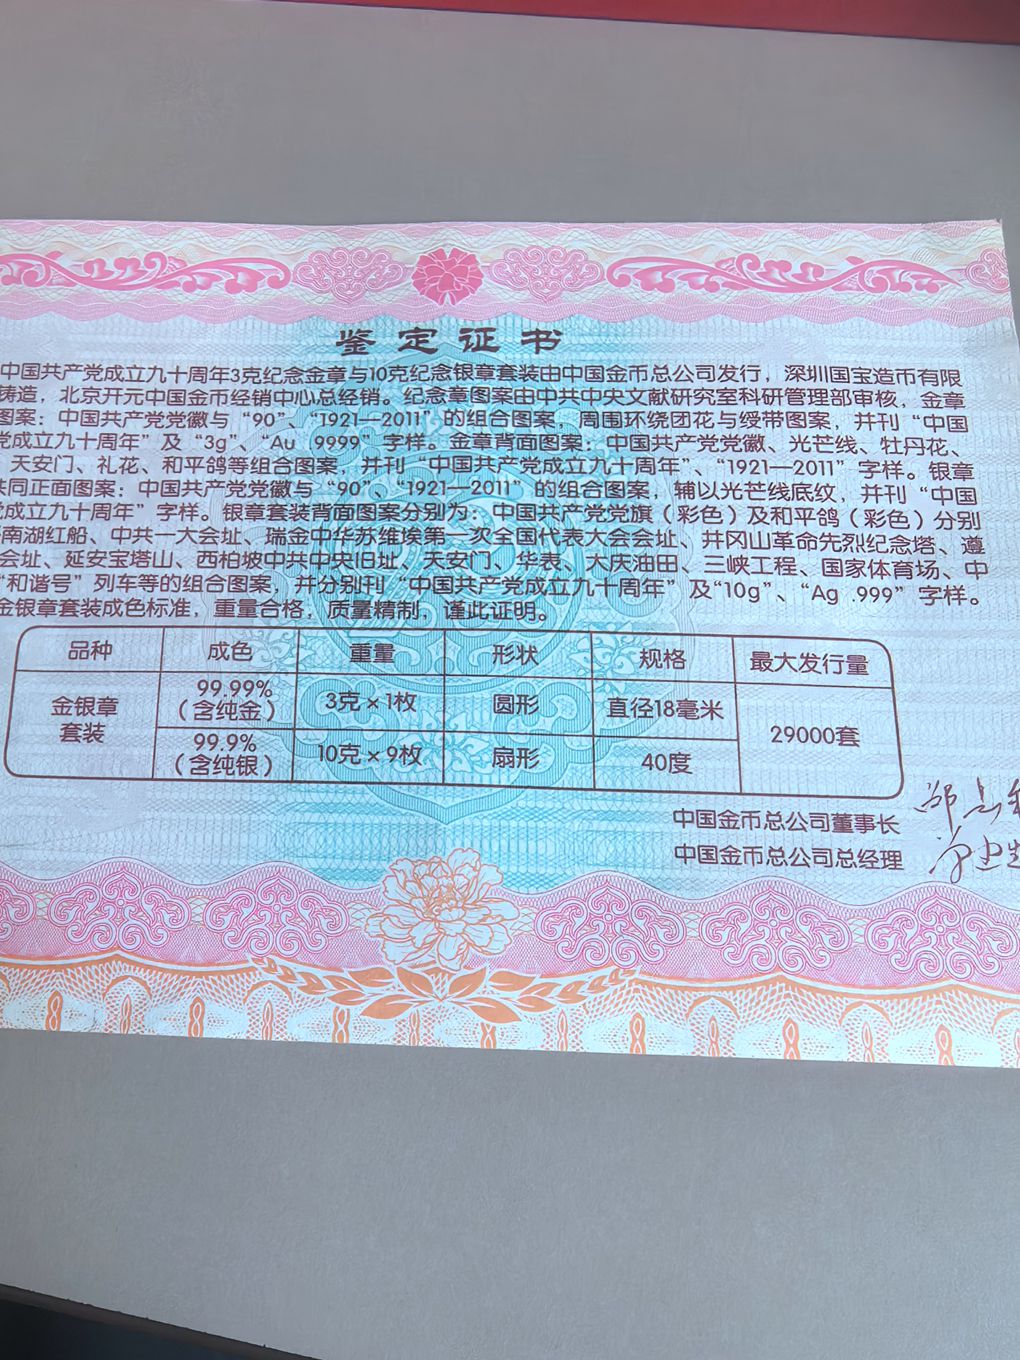 鉴定证书
中国共产党成立九十周年3克纪念金章与10克纪念银章套装由中国金币总公司发行，深圳国宝造币有限
铸造，北京开元中国金币经销中心总经销。纪念章图案由中共中央文献研究室科研管理部审核，金章
图案：中国共产党党徽与“90”、“1921—2011”的组合图案，周围环绕团花与绶带图案，并刊“中国
党成立九十周年”及“3g”、“Au .9999”字样。金章背面图案：中国共产党党徽、光芒线、牡丹花、
天安门、礼花、和平鸽等组合图案，并刊“中国共产党成立九十周年”、“1921—2011”字样。银章
共同正面图案：中国共产党党徽与“90”、“1921—2011”的组合图案，辅以光芒线底纹，并刊“中国
党成立九十周年”字样。银章套装背面图案分别为：中国共产党党旗（彩色）及和平鸽（彩色）分别
南湖红船、中共一大会址、瑞金中华苏维埃第一次全国代表大会会址、井冈山革命先烈纪念塔、遵
会址、延安宝塔山、西柏坡中共中央旧址、天安门、华表、大庆油田、三峡工程、国家体育场、中
“和谐号”列车等的组合图案，并分别刊“中国共产党成立九十周年”及“10g”、“Ag .999”字样。
金银章套装成色标准，重量合格，质量精制，谨此证明。
品种 成色 重量 形状 规格 最大发行量
金银章套装 99.99%（含纯金） 3克×1枚 圆形 直径18毫米 29000套
99.9%（含纯银） 10克×9枚 扇形 40度
中国金币总公司董事长
中国金币总公司总经理